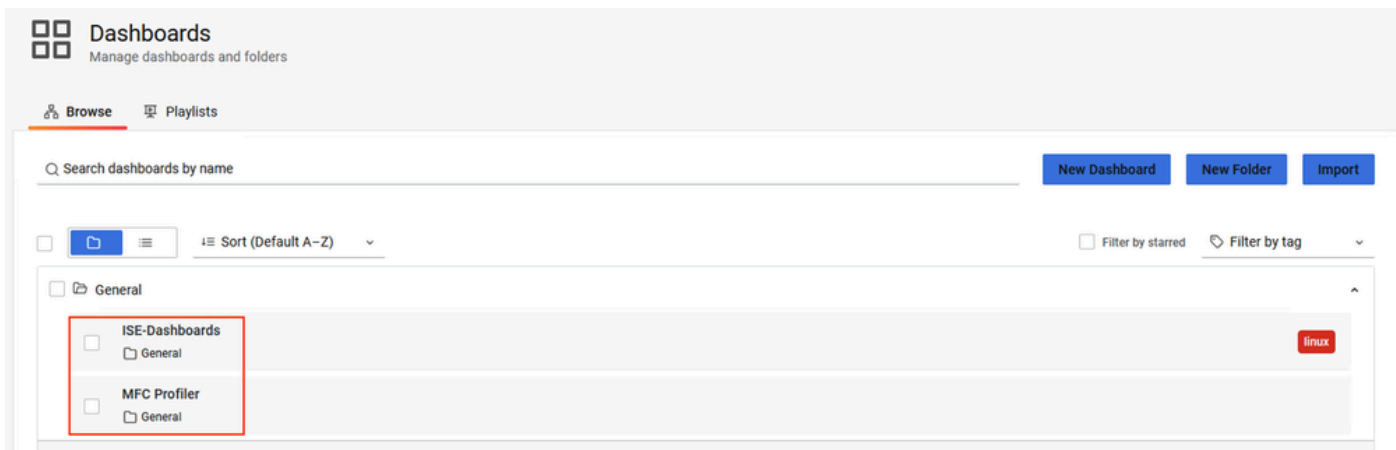 Dashboards
Manage dashboards and folders
Browse Playlists
Search dashboards by name New Dashboard New Folder Import
Sort (Default A–Z) Filter by starred Filter by tag
General
ISE-Dashboards
General linux
MFC Profiler
General